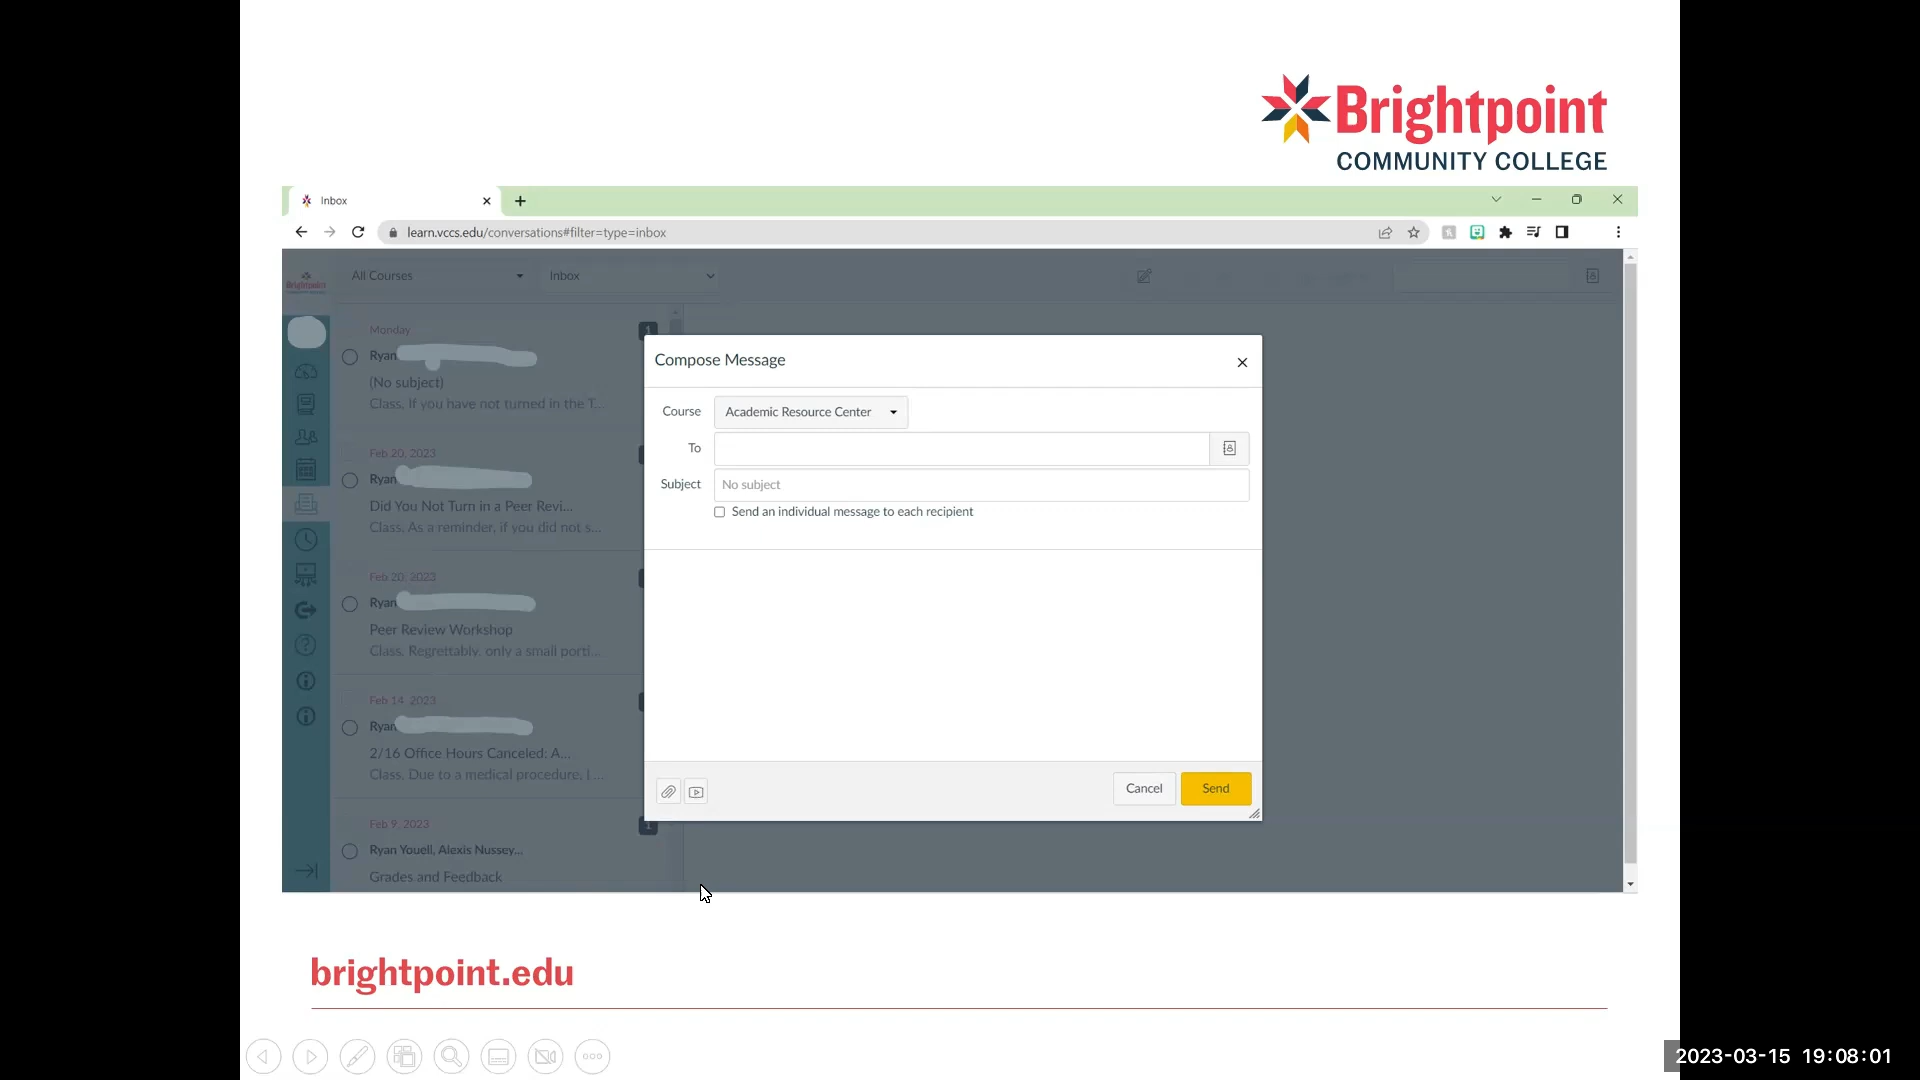 Brightpoint
COMMUNITY COLLEGE
Inbox
learn.vccs.edu/conversations#filter=type=inbox
Brightpoint
All Courses
Inbox
Monday
1
Ryan
(No subject)
Class, If you have not turned in the T...
Feb 20, 2023
Ryan
Did You Not Turn in a Peer Revi...
Class, As a reminder, if you did not s...
Feb 20, 2023
Ryan
Peer Review Workshop
Class, Regrettably, only a small porti...
Feb 14, 2023
Ryan
2/16 Office Hours Canceled: A...
Class, Due to a medical procedure, I ...
Feb 9, 2023
1
Ryan Youell, Alexis Nussey...
Grades and Feedback
Compose Message
Course
Academic Resource Center
To
Subject
No subject
Send an individual message to each recipient
Cancel
Send
brightpoint.edu
2023-03-15 19:08:01